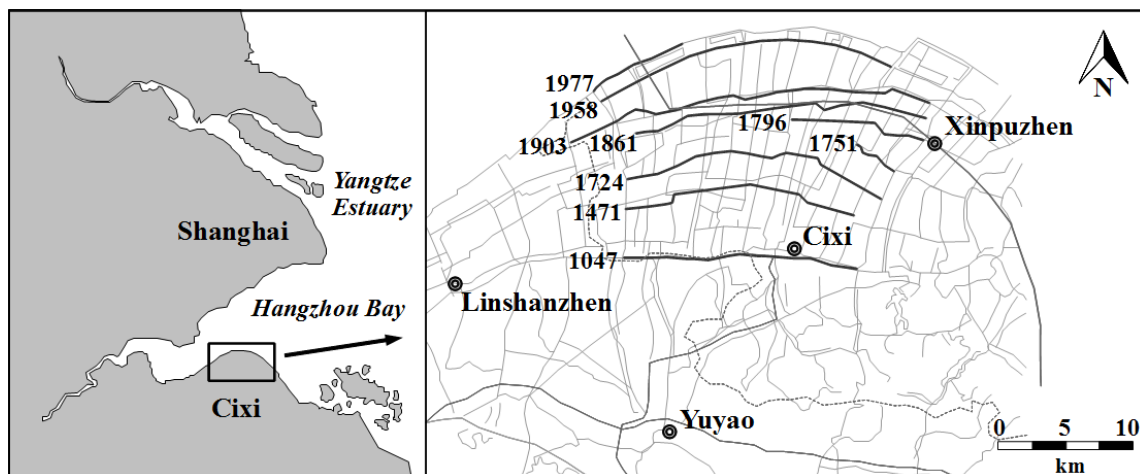 Yangtze
Estuary
Shanghai
Hangzhou Bay
Cixi
N
1977
1958
1903
1861
1796
1751
Xinpuzhen
1724
1471
Cixi
1047
Linshanzhen
Yuyao
0 5 10
km